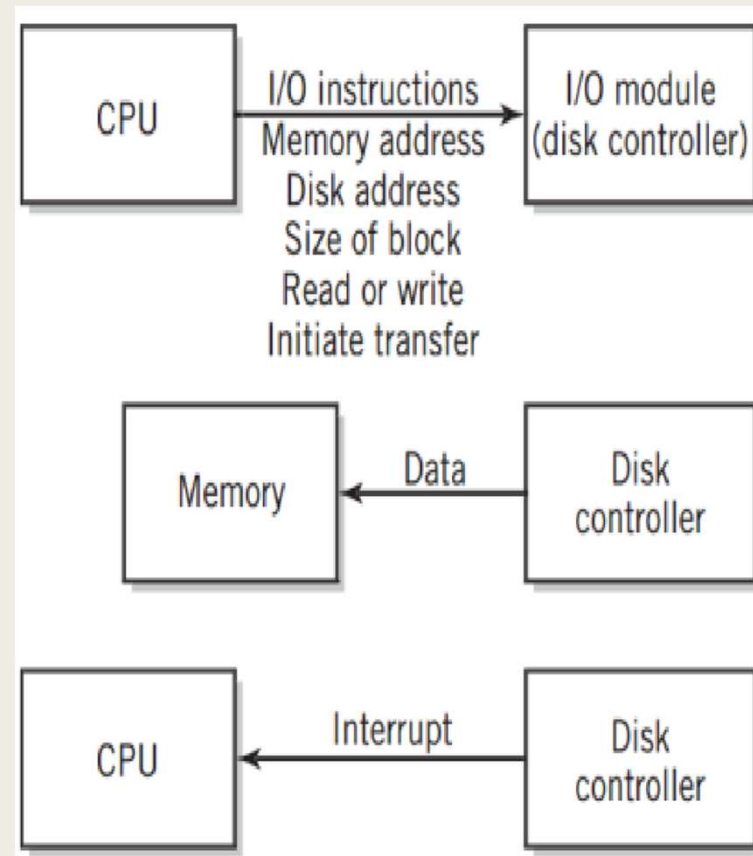 CPU
I/O instructions
Memory address
Disk address
Size of block
Read or write
Initiate transfer
I/O module
(disk controller)
Memory
Data
Disk
controller
CPU
Interrupt
Disk
controller